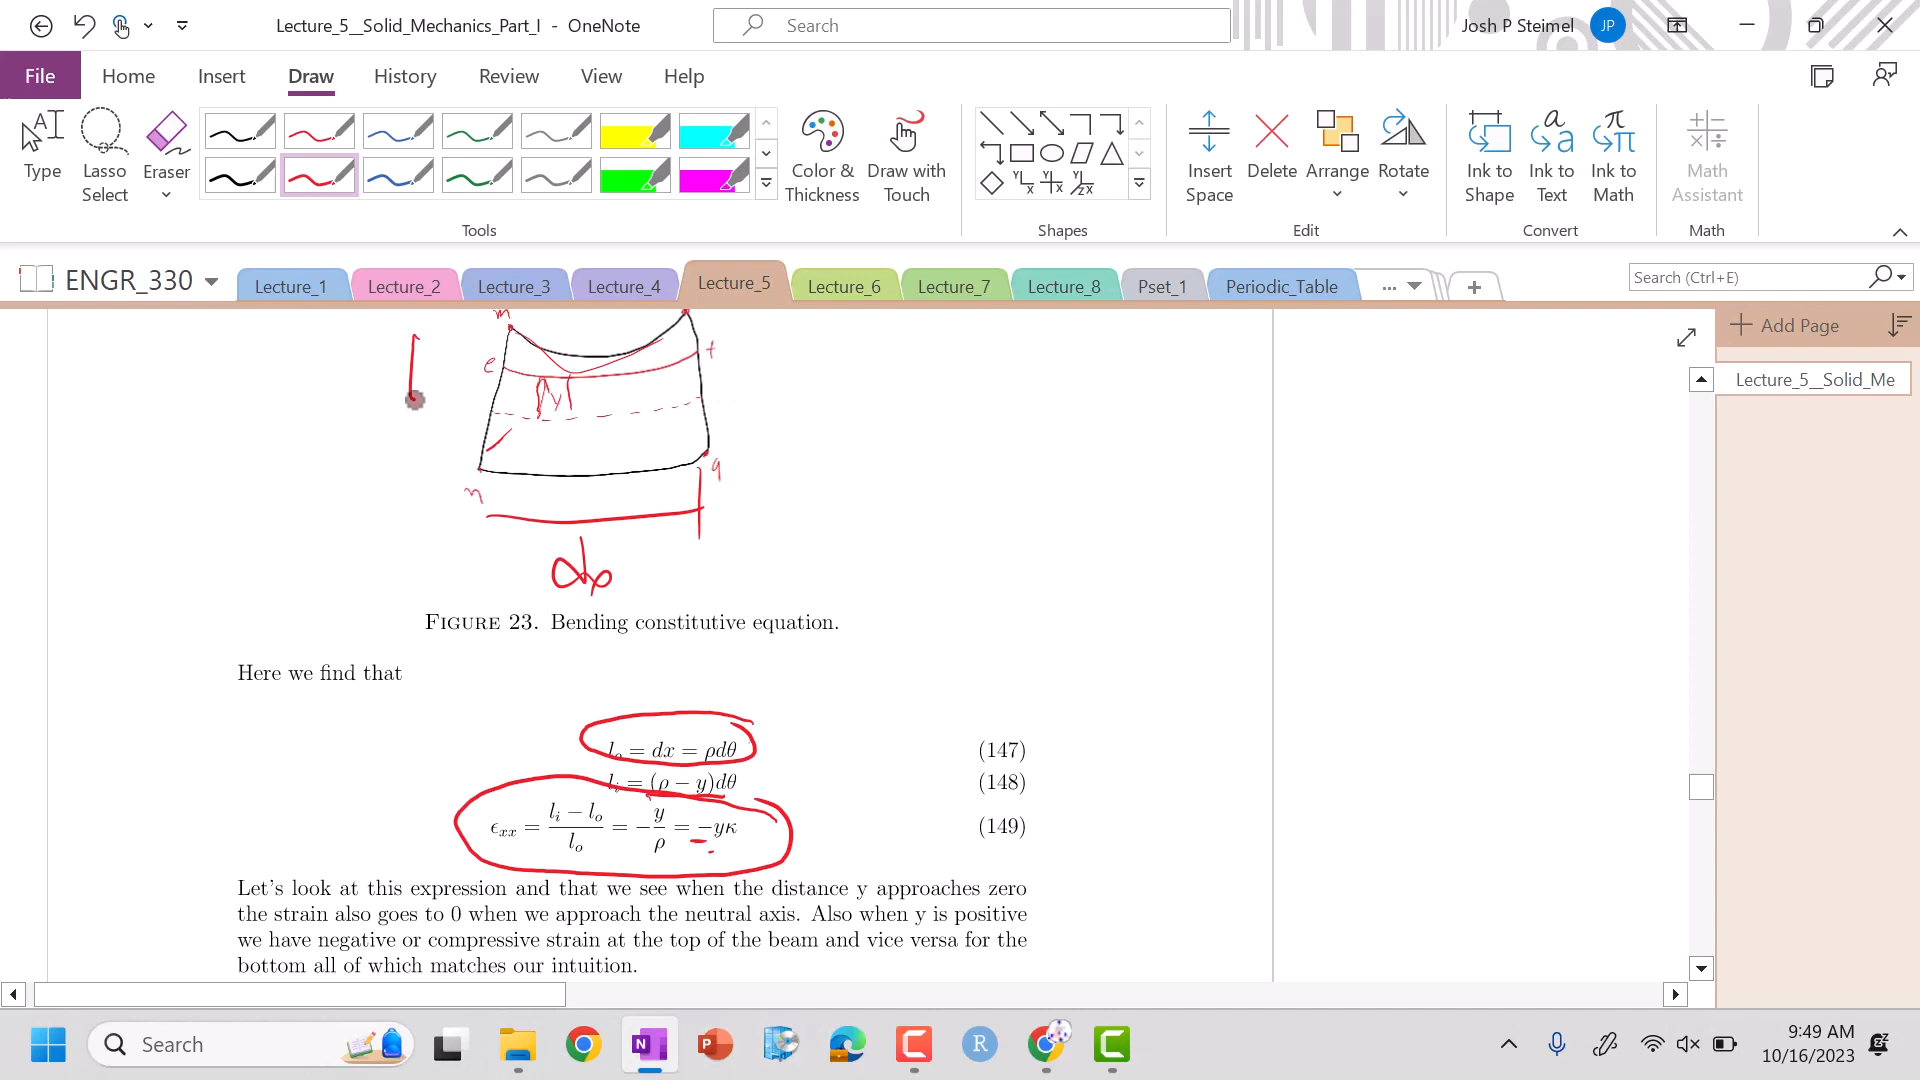 Lecture_5__Solid_Mechanics_Part_I - OneNote
Search
Josh P Steimel
JP
File
Home
Insert
Draw
History
Review
View
Help
Type
Lasso Select
Eraser
Color & Thickness
Draw with Touch
Insert Space
Delete
Arrange
Rotate
Ink to Shape
Ink to Text
Ink to Math
Math Assistant
Tools
Shapes
Edit
Convert
Math
ENGR_330
Lecture_1
Lecture_2
Lecture_3
Lecture_4
Lecture_5
Lecture_6
Lecture_7
Lecture_8
Pset_1
Periodic_Table
...
Search (Ctrl+E)
Add Page
Lecture_5__Solid_Me
m
e
f
y
q
n
FIGURE 23. Bending constitutive equation.
Here we find that
l_o = dx = ρdθ (147)
l_i = (ρ − y)dθ (148)
ϵ_xx = (l_i − l_o)/l_o = −y/ρ = −yκ (149)
Let's look at this expression and that we see when the distance y approaches zero
the strain also goes to 0 when we approach the neutral axis. Also when y is positive
we have negative or compressive strain at the top of the beam and vice versa for the
bottom all of which matches our intuition.
Search
9:49 AM
10/16/2023